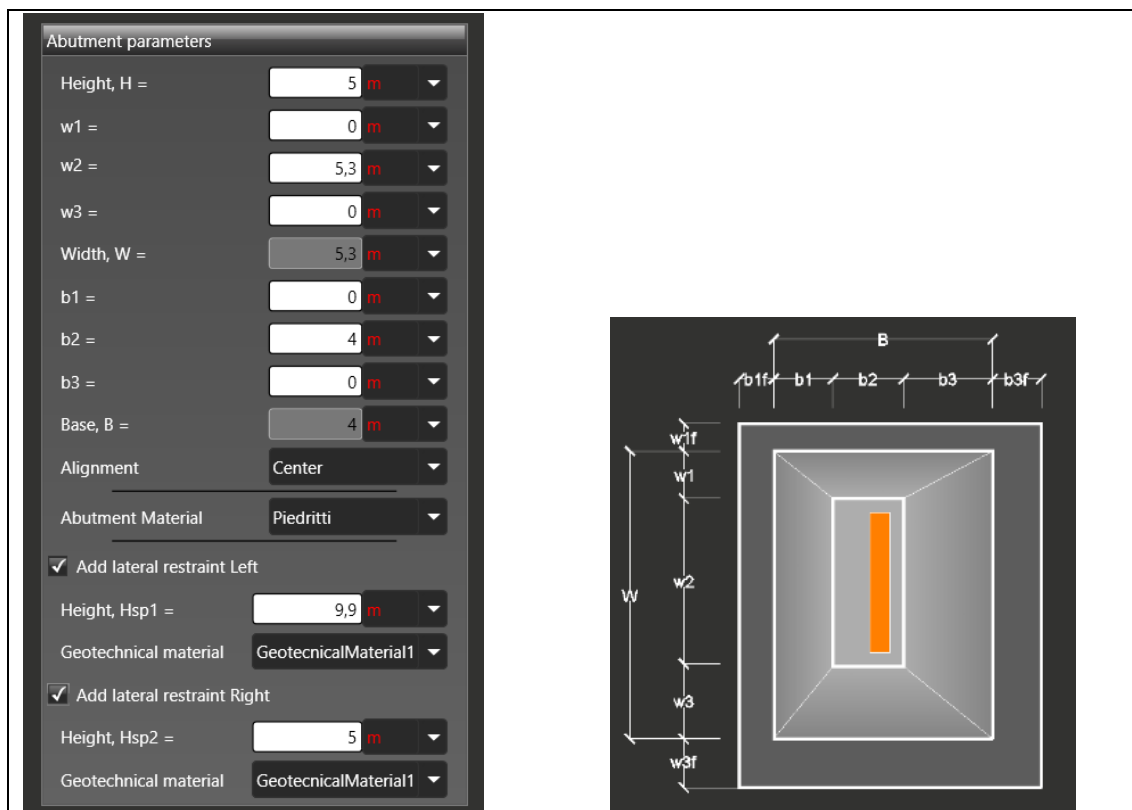 Abutment parameters
Height, H = 5 m
w1 = 0 m
w2 = 5,3 m
w3 = 0 m
Width, W = 5,3 m
b1 = 0 m
b2 = 4 m
b3 = 0 m
Base, B = 4 m
Alignment Center
Abutment Material Piedritti
Add lateral restraint Left
Height, Hsp1 = 9,9 m
Geotechnical material GeotecnicalMaterial1
Add lateral restraint Right
Height, Hsp2 = 5 m
Geotechnical material GeotecnicalMaterial1
B
b1f b1 b2 b3 b3f
w1f
w1
w2
W
w3
w3f